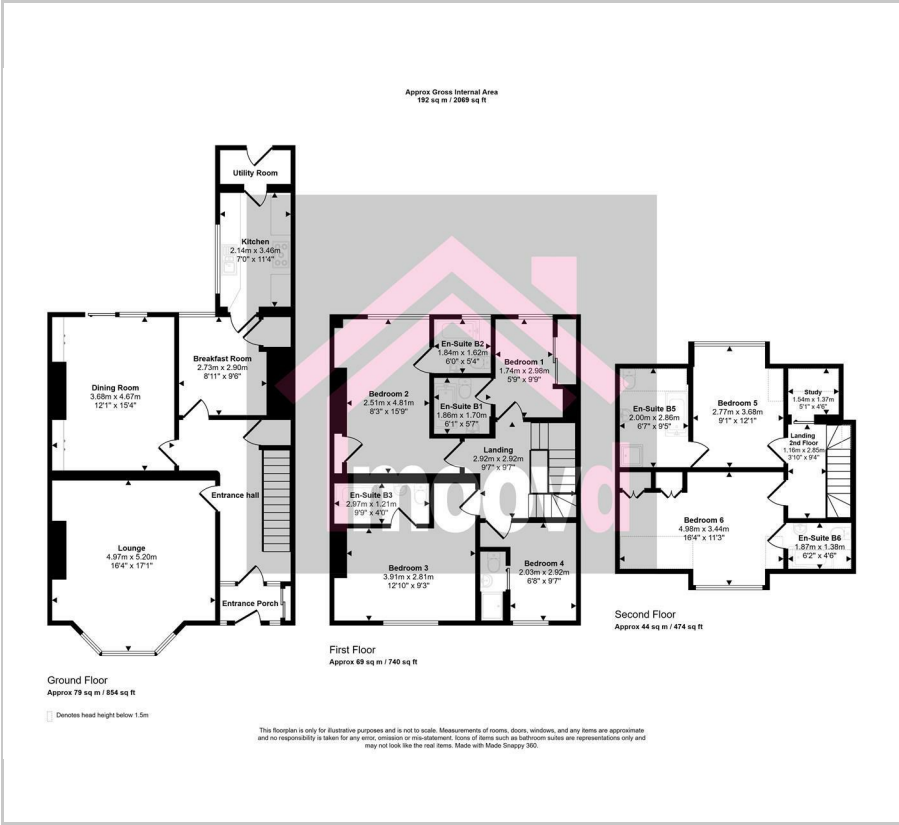 Approx Gross Internal Area
192 sq m / 2069 sq ft
Utility Room
Kitchen
2.14m x 3.46m
7'0" x 11'4"
Breakfast Room
2.73m x 2.90m
8'11" x 9'6"
Dining Room
3.68m x 4.67m
12'1" x 15'4"
Entrance hall
Lounge
4.97m x 5.20m
16'4" x 17'1"
Entrance Porch
Ground Floor
Approx 79 sq m / 854 sq ft
Denotes head height below 1.5m
En-Suite B2
1.84m x 1.62m
6'0" x 5'4"
Bedroom 1
1.74m x 2.98m
5'9" x 9'9"
Bedroom 2
2.51m x 4.81m
8'3" x 15'9"
En-Suite B1
1.86m x 1.70m
6'1" x 5'7"
Landing
2.92m x 2.92m
9'7" x 9'7"
imoovd
En-Suite B3
2.97m x 1.21m
9'9" x 4'0"
Bedroom 3
3.91m x 2.81m
12'10" x 9'3"
Bedroom 4
2.03m x 2.92m
6'8" x 9'7"
First Floor
Approx 69 sq m / 740 sq ft
En-Suite B5
2.00m x 2.86m
6'7" x 9'5"
Bedroom 5
2.77m x 3.68m
9'1" x 12'1"
Study
1.54m x 1.37m
5'1" x 4'6"
Landing
2nd Floor
1.16m x 2.85m
3'10" x 9'4"
Bedroom 6
4.98m x 3.44m
16'4" x 11'3"
En-Suite B6
1.87m x 1.38m
6'2" x 4'6"
Second Floor
Approx 44 sq m / 474 sq ft
This floorplan is only for illustrative purposes and is not to scale. Measurements of rooms, doors, windows, and any items are approximate
and no responsibility is taken for any error, omission or mis-statement. Icons of items such as bathroom suites are representations only and
may not look like the real items. Made with Made Snappy 360.